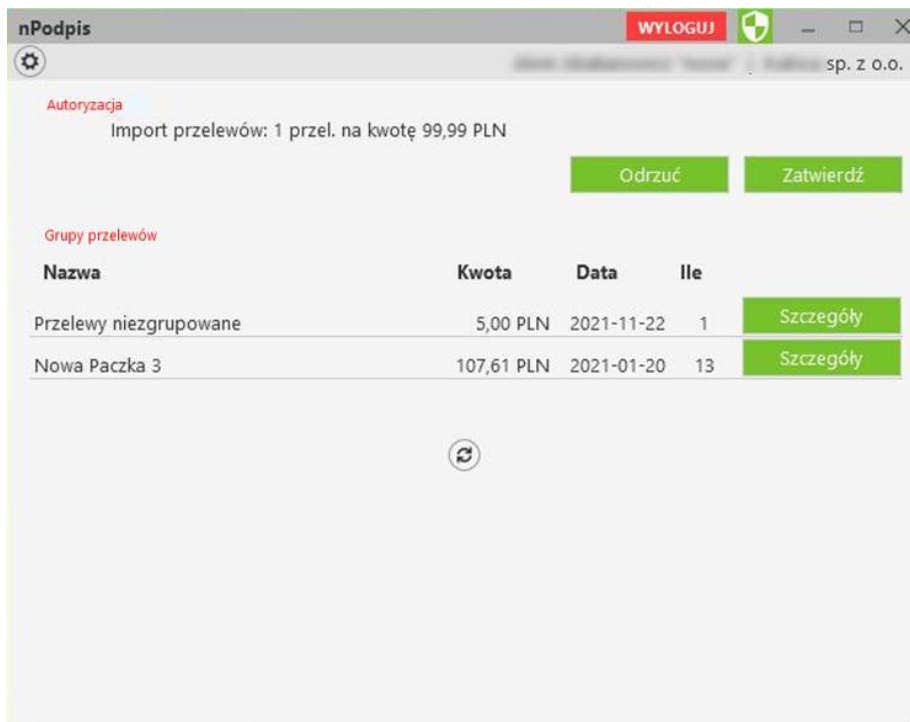 nPodpis WYLOGUJ
sp. z o.o.
Autoryzacja
Import przelewów: 1 przel. na kwotę 99,99 PLN
Odrzuć Zatwierdź
Grupy przelewów
Nazwa Kwota Data Ile
Przelewy niezgrupowane 5,00 PLN 2021-11-22 1 Szczegóły
Nowa Paczka 3 107,61 PLN 2021-01-20 13 Szczegóły